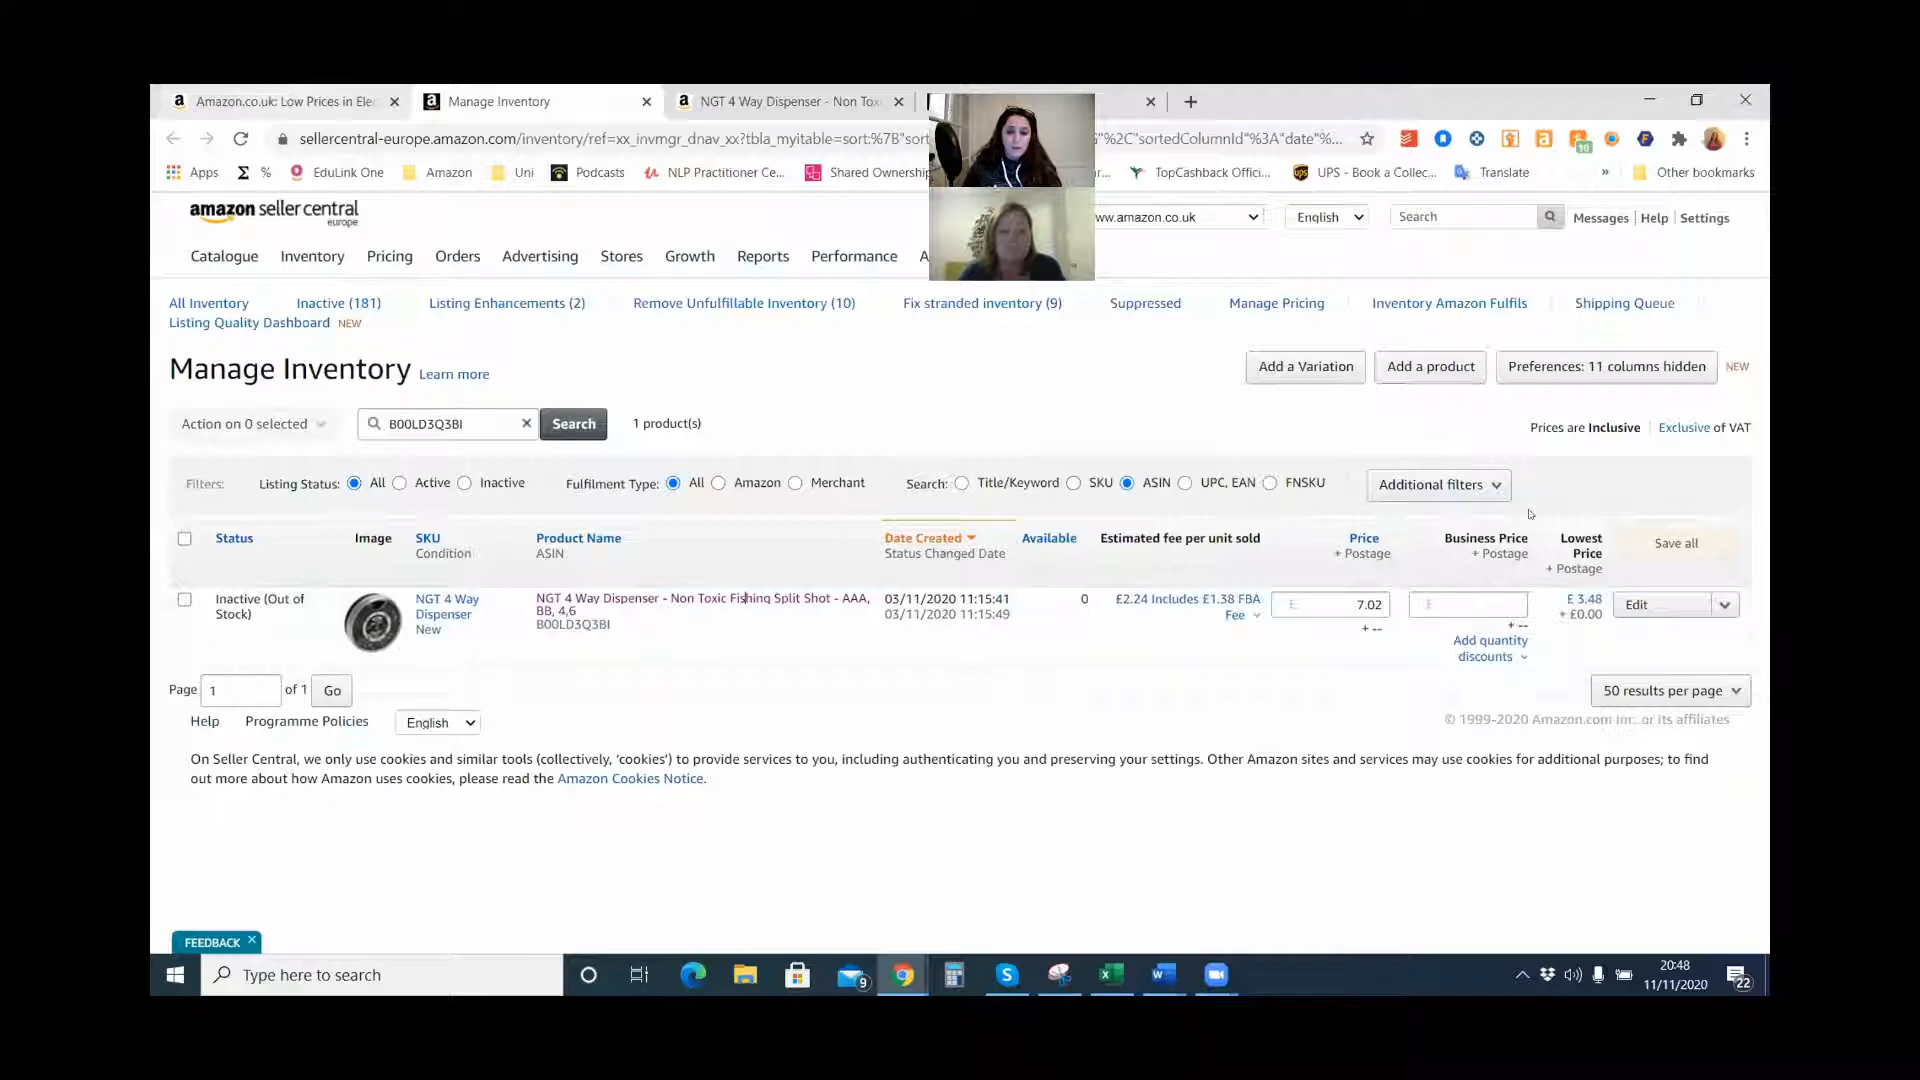 Amazon.co.uk: Low Prices in Elec
Manage Inventory
NGT 4 Way Dispenser - Non Tox
sellercentral-europe.amazon.com/inventory/ref=xx_invmgr_dnav_xx?tbla_myitable=sort:%7B"sort
"%2C"sortedColumnId"%3A"date"%...
10
Apps
%
EduLink One
Amazon
Uni
Podcasts
NLP Practitioner Ce...
Shared Ownership
ar...
TopCashback Offici...
UPS - Book a Collec...
Translate
»
Other bookmarks
amazon seller central
europe
ww.amazon.co.uk
English
Search
Messages | Help | Settings
Catalogue
Inventory
Pricing
Orders
Advertising
Stores
Growth
Reports
Performance
A
All Inventory
Inactive (181)
Listing Enhancements (2)
Remove Unfulfillable Inventory (10)
Fix stranded inventory (9)
Suppressed
Manage Pricing
Inventory Amazon Fulfils
Shipping Queue
Listing Quality Dashboard NEW
Manage Inventory Learn more
Add a Variation
Add a product
Preferences: 11 columns hidden
NEW
Action on 0 selected
B00LD3Q3BI
Search
1 product(s)
Prices are Inclusive | Exclusive of VAT
Filters:
Listing Status: All Active Inactive
Fulfilment Type: All Amazon Merchant
Search: Title/Keyword SKU ASIN UPC, EAN FNSKU
Additional filters
Status
Image
SKU
Condition
Product Name
ASIN
Date Created
Status Changed Date
Available
Estimated fee per unit sold
Price
+ Postage
Business Price
+ Postage
Lowest
Price
+ Postage
Save all
Inactive (Out of
Stock)
NGT 4 Way
Dispenser
New
NGT 4 Way Dispenser - Non Toxic Fishing Split Shot - AAA,
BB, 4,6
B00LD3Q3BI
03/11/2020 11:15:41
03/11/2020 11:15:49
0
£2.24 Includes £1.38 FBA
Fee
£ 7.02
+ --
£
+ --
Add quantity
discounts
£ 3.48
+ £0.00
Edit
Page 1 of 1 Go
50 results per page
Help
Programme Policies
English
© 1999-2020 Amazon.com Inc. or its affiliates
On Seller Central, we only use cookies and similar tools (collectively, ‘cookies’) to provide services to you, including authenticating you and preserving your settings. Other Amazon sites and services may use cookies for additional purposes; to find
out more about how Amazon uses cookies, please read the Amazon Cookies Notice.
FEEDBACK
Type here to search
9
20:48
11/11/2020
22